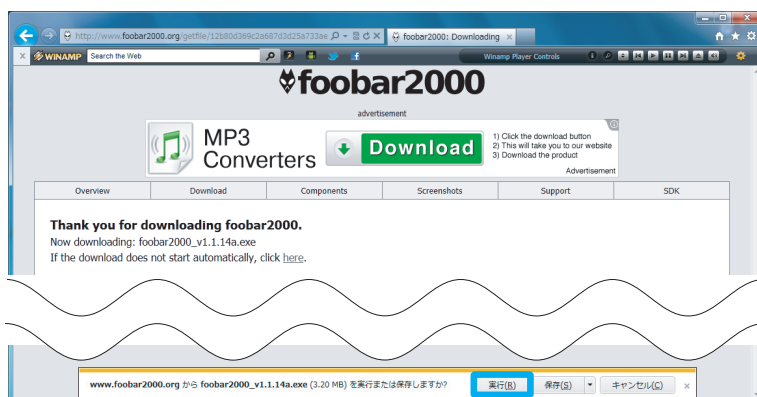 http://www.foobar2000.org/getfile/12b80d369c2a687d3d25a733ae
foobar2000: Downloading
WINAMP Search the Web Winamp Player Controls
foobar2000
advertisement
MP3 Converters
Download
1) Click the download button
2) This will take you to our website
3) Download the product
Advertisement
Overview Download Components Screenshots Support SDK
Thank you for downloading foobar2000.
Now downloading: foobar2000_v1.1.14a.exe
If the download does not start automatically, click here.
www.foobar2000.org から foobar2000_v1.1.14a.exe (3.20 MB) を実行または保存しますか? 実行(R) 保存(S) キャンセル(C)